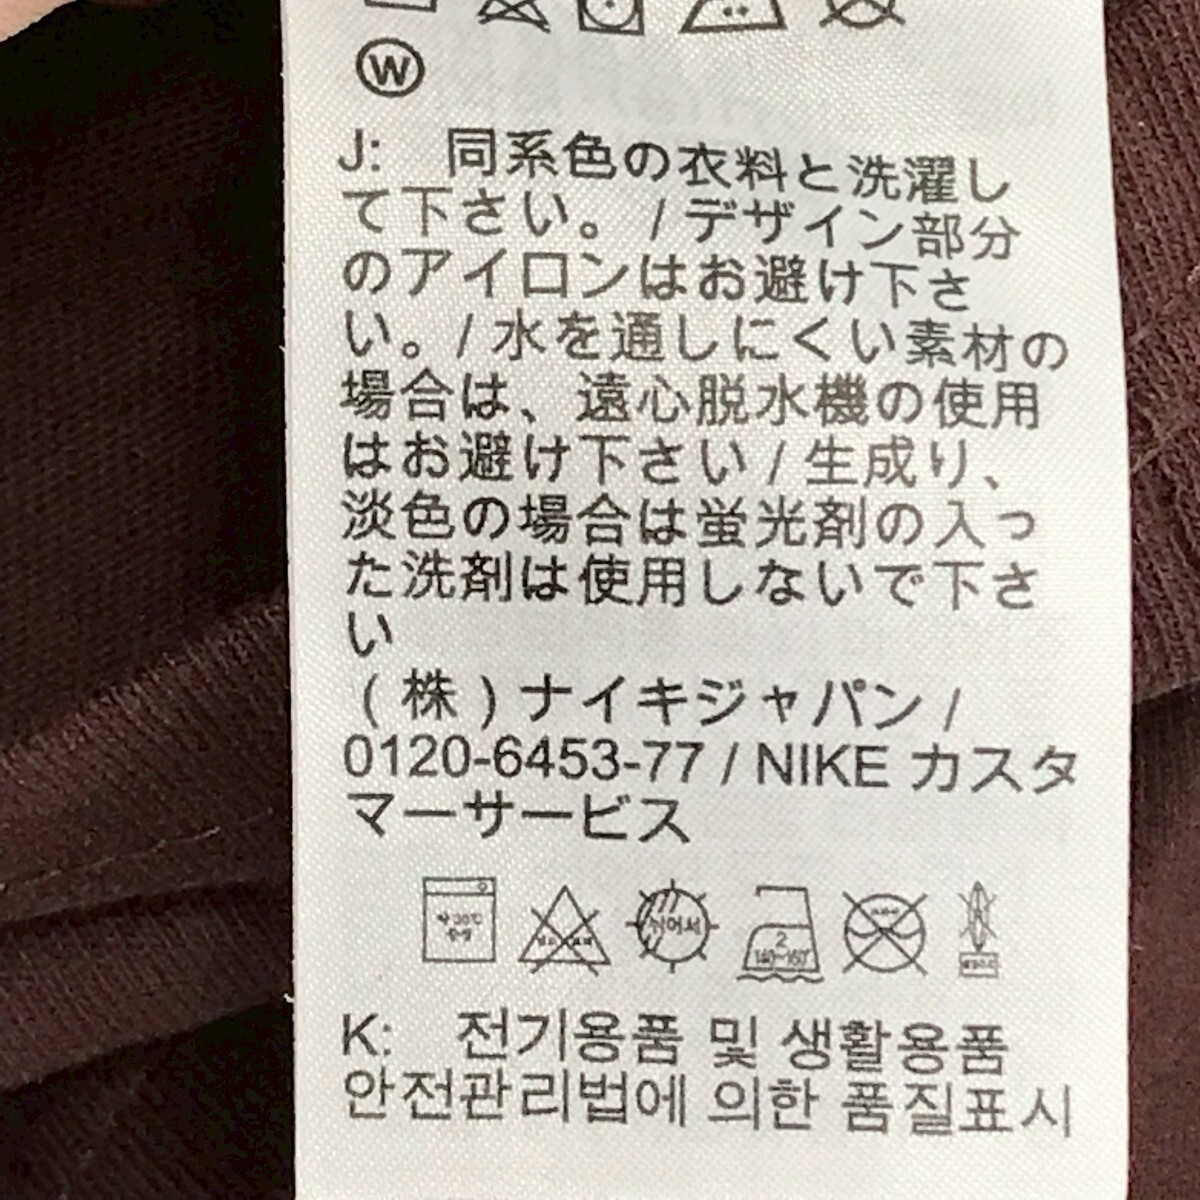 W
J: 同系色の衣料と洗濯し
て下さい。 / デザイン部分
のアイロンはお避け下さ
い。/ 水を通しにくい素材の
場合は、遠心脱水機の使用
はお避け下さい / 生成り、
淡色の場合は蛍光剤の入っ
た洗剤は使用しないで下さ
い
(株) ナイキジャパン /
0120-6453-77 / NIKE カスタ
マーサービス
2
140~160℃
K: 전기용품 및 생활용품
안전관리법에 의한 품질표시